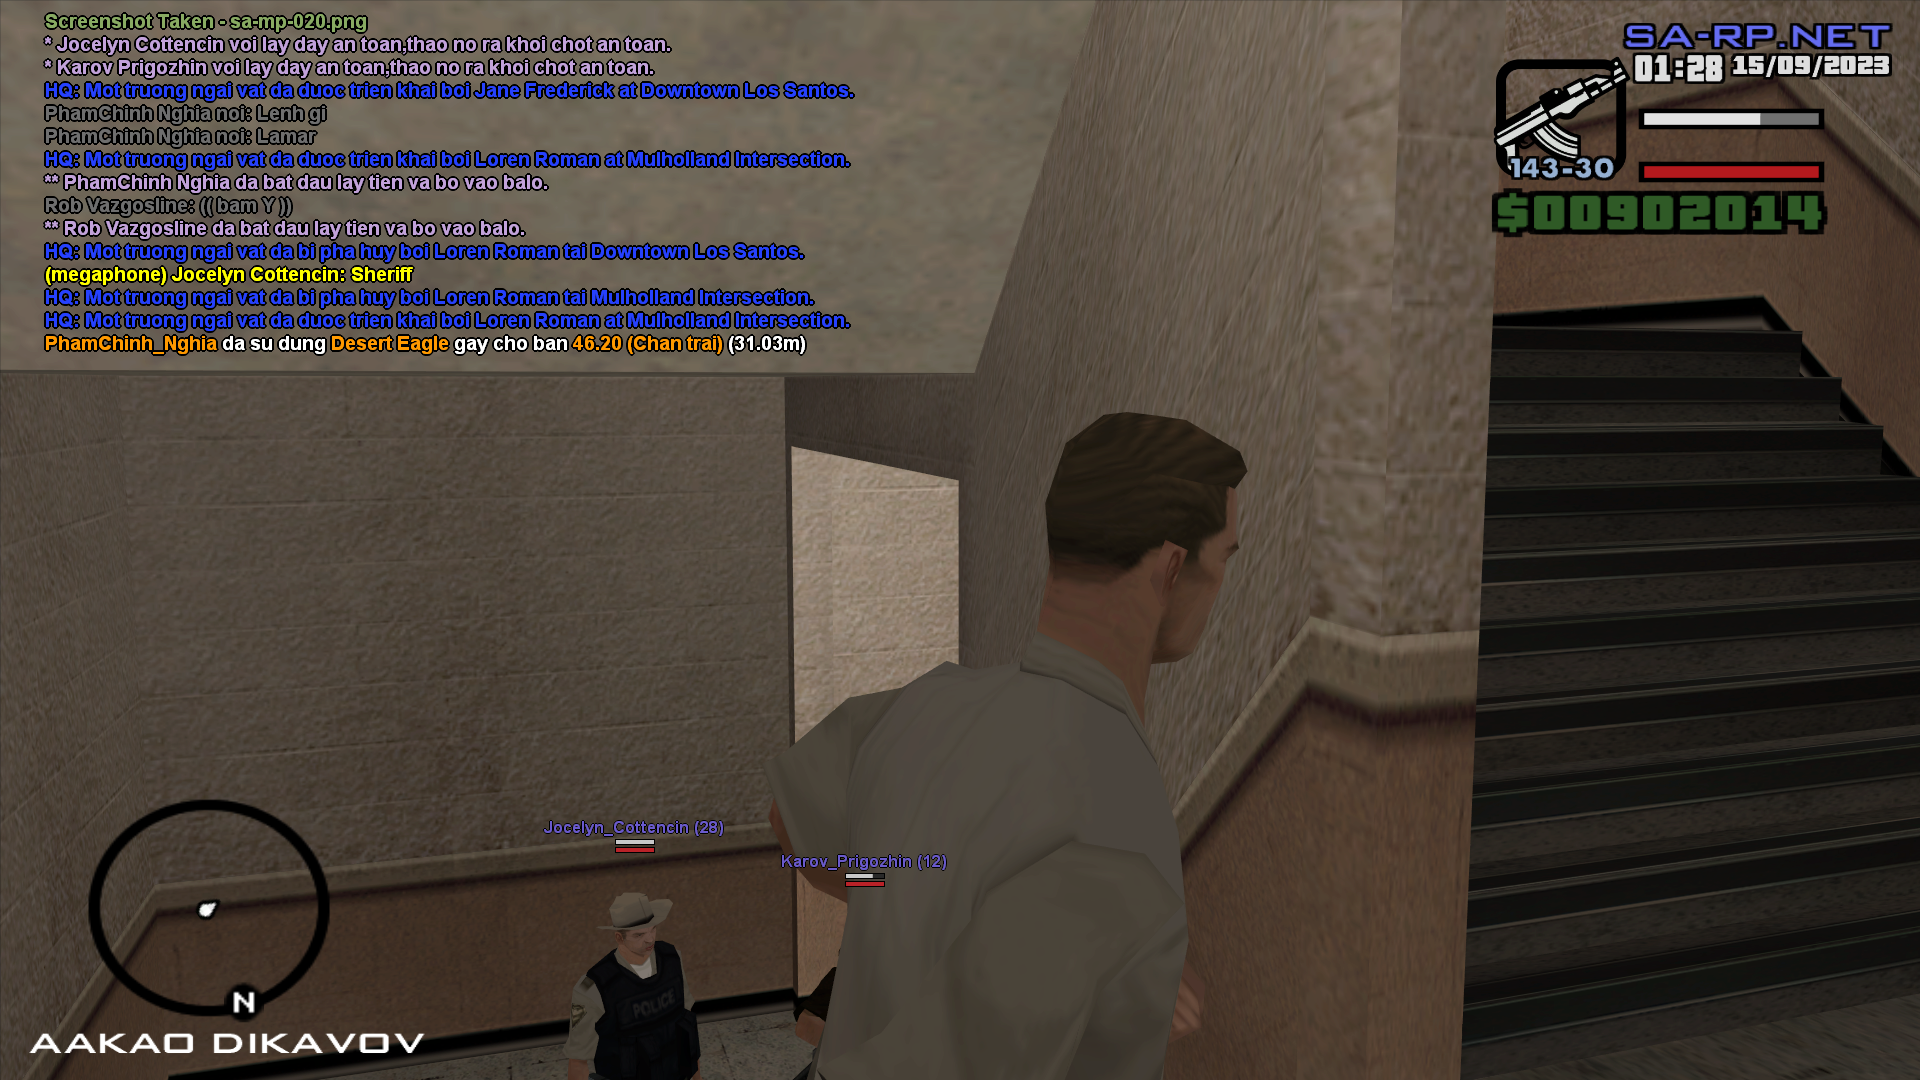 Screenshot Taken - sa-mp-020.png
* Jocelyn Cottencin voi lay day an toan,thao no ra khoi chot an toan.
* Karov Prigozhin voi lay day an toan,thao no ra khoi chot an toan.
HQ: Mot truong ngai vat da duoc trien khai boi Jane Frederick at Downtown Los Santos.
PhamChinh Nghia noi: Lenh gi
PhamChinh Nghia noi: Lamar
HQ: Mot truong ngai vat da duoc trien khai boi Loren Roman at Mulholland Intersection.
** PhamChinh Nghia da bat dau lay tien va bo vao balo.
Rob Vazgosline: (( bam Y ))
** Rob Vazgosline da bat dau lay tien va bo vao balo.
HQ: Mot truong ngai vat da bi pha huy boi Loren Roman tai Downtown Los Santos.
(megaphone) Jocelyn Cottencin: Sheriff
HQ: Mot truong ngai vat da bi pha huy boi Loren Roman tai Mulholland Intersection.
HQ: Mot truong ngai vat da duoc trien khai boi Loren Roman at Mulholland Intersection.
PhamChinh_Nghia da su dung Desert Eagle gay cho ban 46.20 (Chan trai) (31.03m)
SA-RP.NET
01:28 15/09/2023
143-30
$00902014
Jocelyn_Cottencin (28)
Karov_Prigozhin (12)
POLICE
N
AAKAO DIKAVOV